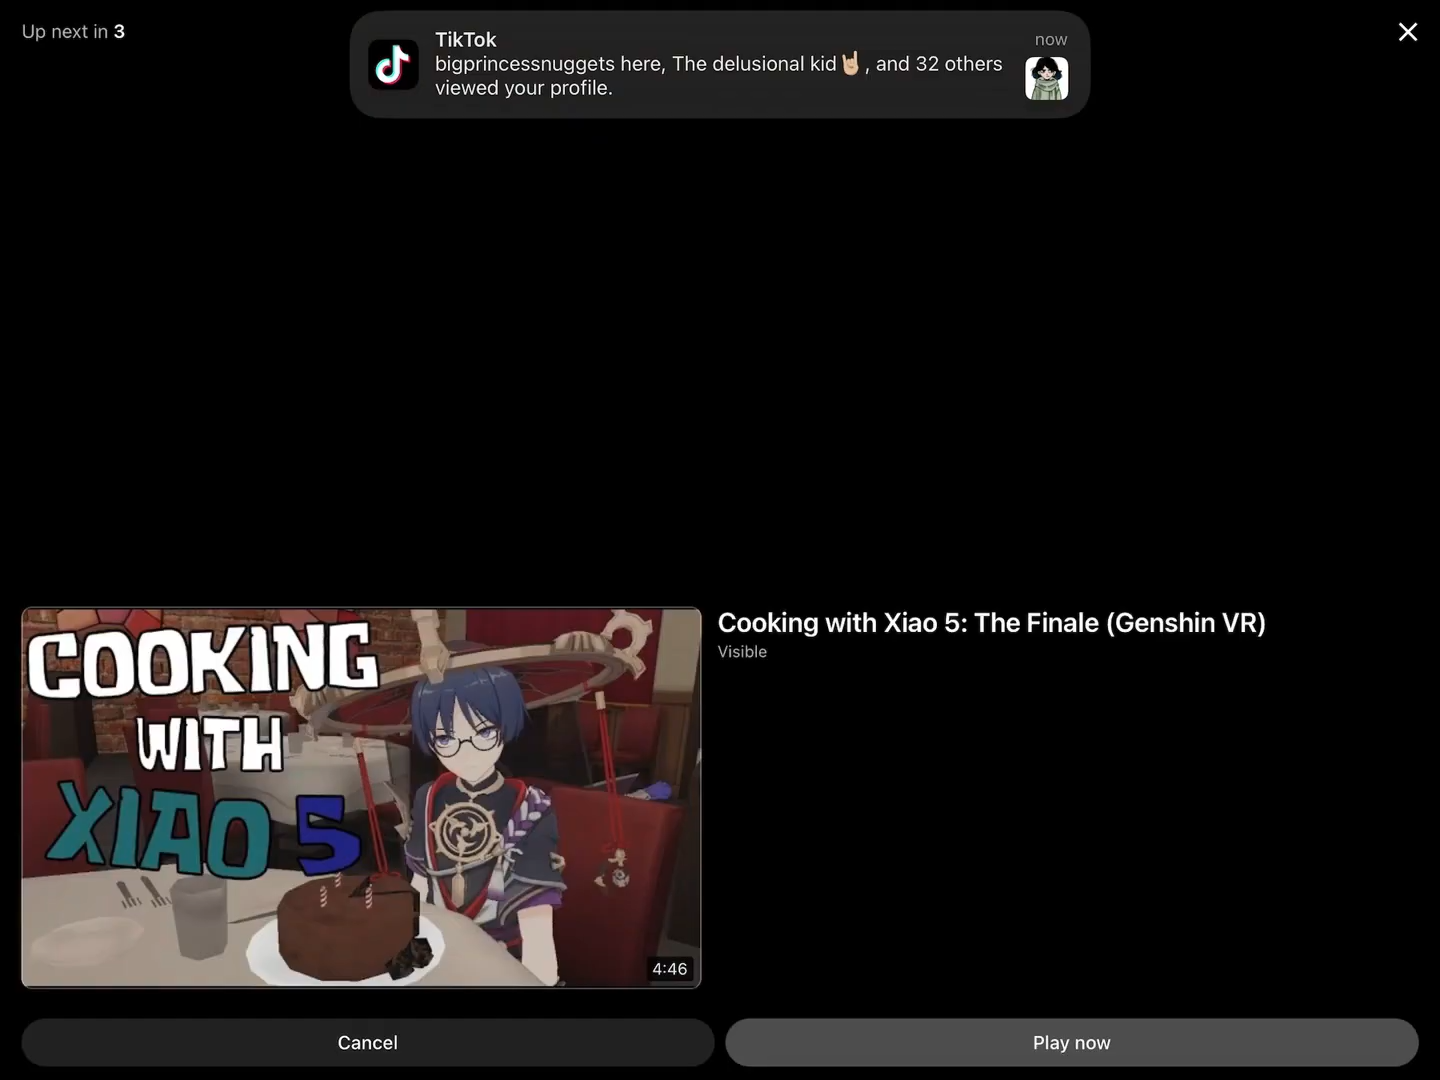 Up next in 3
TikTok
now
bigprincessnuggets here, The delusional kid🤘🏼, and 32 others
viewed your profile.
COOKING
WITH
XIAO 5
4:46
Cooking with Xiao 5: The Finale (Genshin VR)
Visible
Cancel
Play now